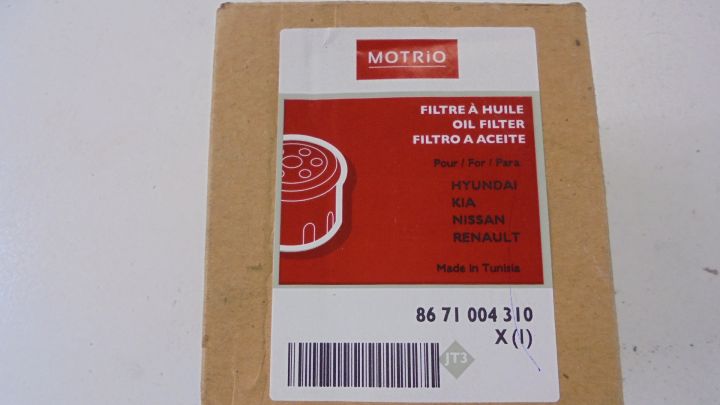 MOTRiO
FILTRE À HUILE
OIL FILTER
FILTRO A ACEITE
Pour / For / Para
HYUNDAI
KIA
NISSAN
RENAULT
Made in Tunisia
86 71 004 310
X (1)
JT3